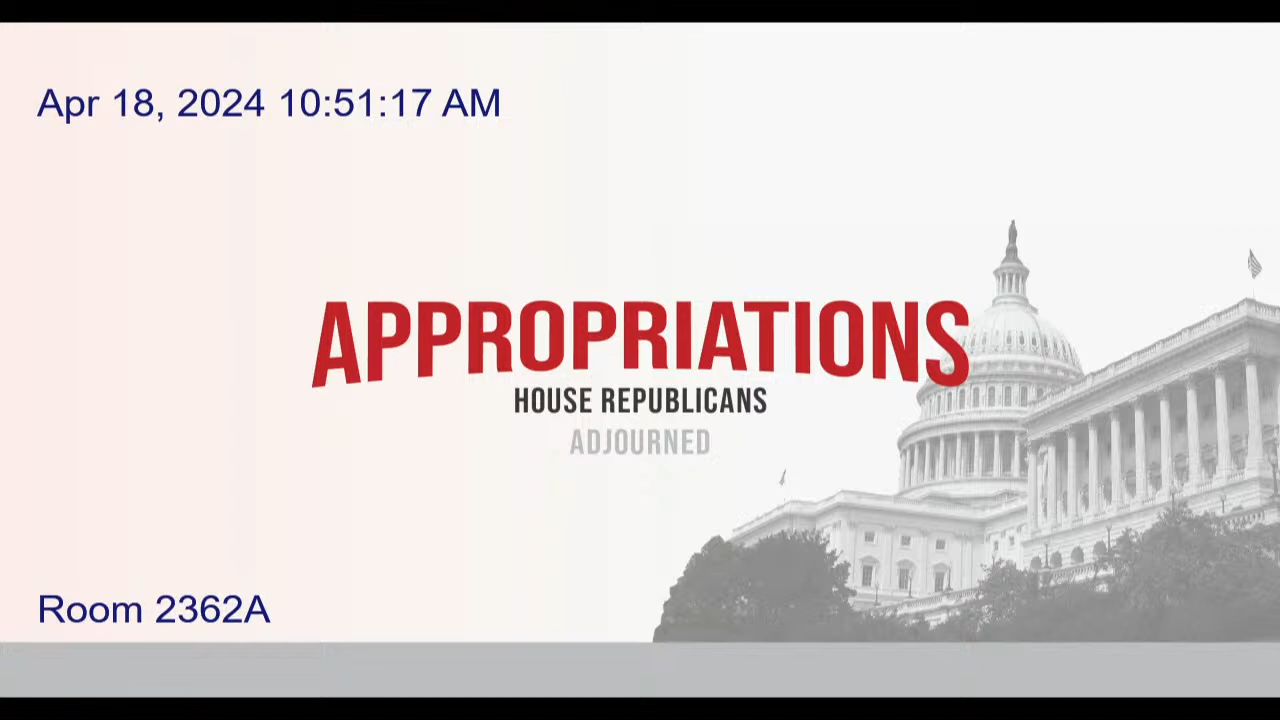 Apr 18, 2024 10:51:17 AM
APPROPRIATIONS
HOUSE REPUBLICANS
ADJOURNED
Room 2362A